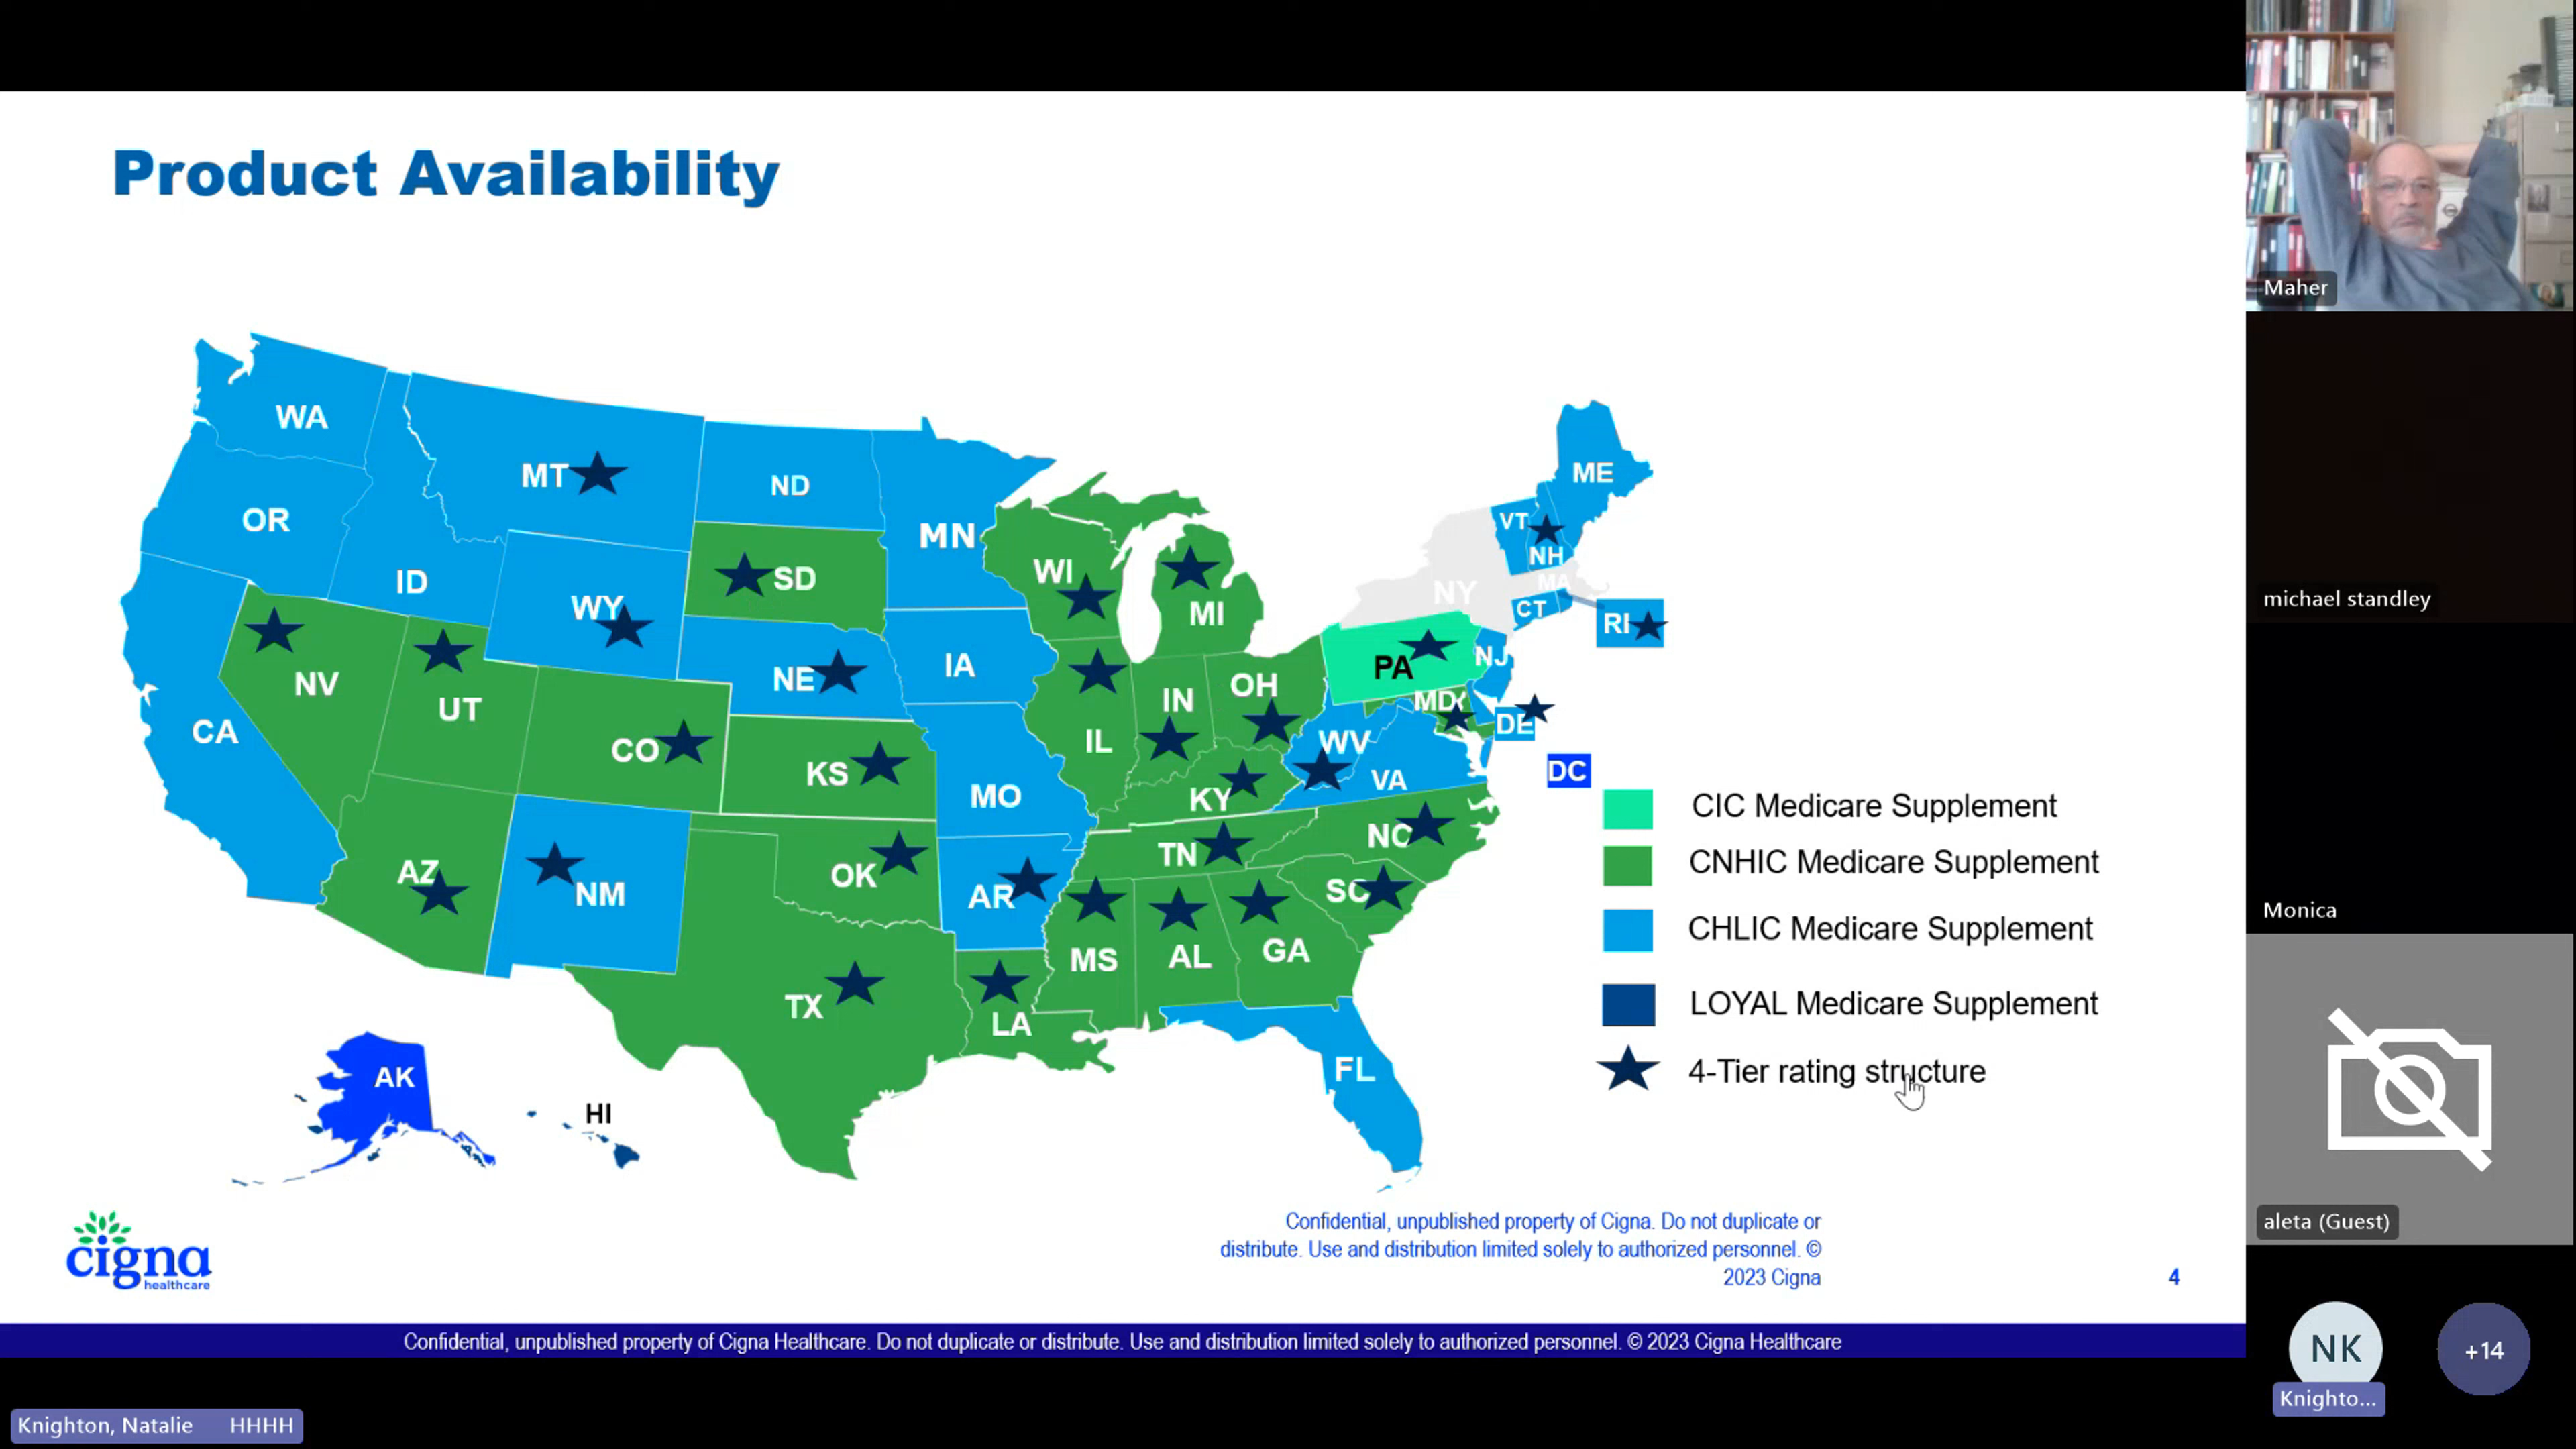 Product Availability
WA
OR
CA
ID
NV
MT
WY
UT
AZ
ND
SD
NE
CO
KS
NM
OK
TX
MN
IA
MO
AR
LA
WI
IL
MI
IN
OH
KY
TN
MS
AL
GA
FL
SC
NC
VA
WV
PA
NY
VT
NH
ME
MA
CT
RI
NJ
MD
DE
DC
AK
HI
CIC Medicare Supplement
CNHIC Medicare Supplement
CHLIC Medicare Supplement
LOYAL Medicare Supplement
4-Tier rating structure
cigna
healthcare
Confidential, unpublished property of Cigna. Do not duplicate or
distribute. Use and distribution limited solely to authorized personnel. ©
2023 Cigna
4
Confidential, unpublished property of Cigna Healthcare. Do not duplicate or distribute. Use and distribution limited solely to authorized personnel. © 2023 Cigna Healthcare
Knighton, Natalie HHHH
Maher
michael standley
Monica
aleta (Guest)
NK
Knighto...
+14